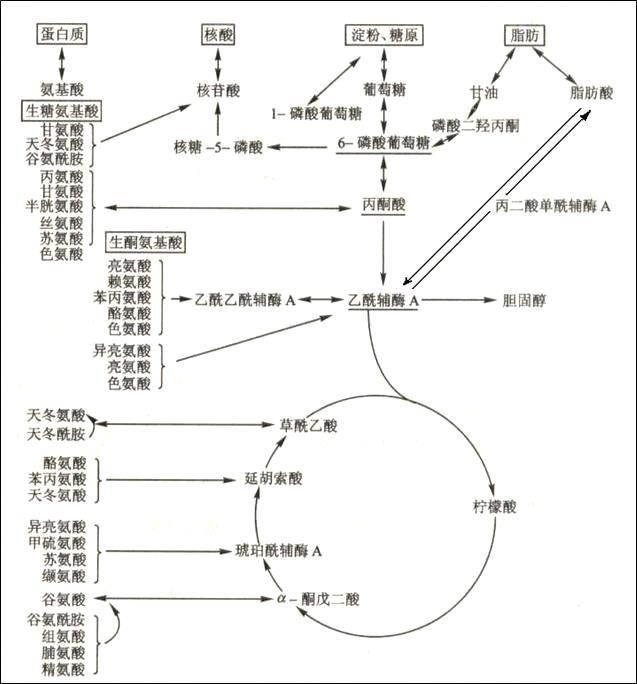 蛋白质
核酸
淀粉、糖原
脂肪
氨基酸
核苷酸
葡萄糖
甘油
脂肪酸
生糖氨基酸
1-磷酸葡萄糖
甘氨酸
天冬氨酸
谷氨酰胺
核糖-5-磷酸
6-磷酸葡萄糖
磷酸二羟丙酮
丙氨酸
甘氨酸
半胱氨酸
丝氨酸
苏氨酸
色氨酸
丙酮酸
丙二酸单酰辅酶A
生酮氨基酸
亮氨酸
赖氨酸
苯丙氨酸
酪氨酸
色氨酸
乙酰乙酰辅酶A
乙酰辅酶A
胆固醇
异亮氨酸
亮氨酸
色氨酸
天冬氨酸
天冬酰胺
草酰乙酸
酪氨酸
苯丙氨酸
天冬氨酸
延胡索酸
柠檬酸
异亮氨酸
甲硫氨酸
苏氨酸
缬氨酸
琥珀酰辅酶A
谷氨酸
α-酮戊二酸
谷氨酰胺
组氨酸
脯氨酸
精氨酸